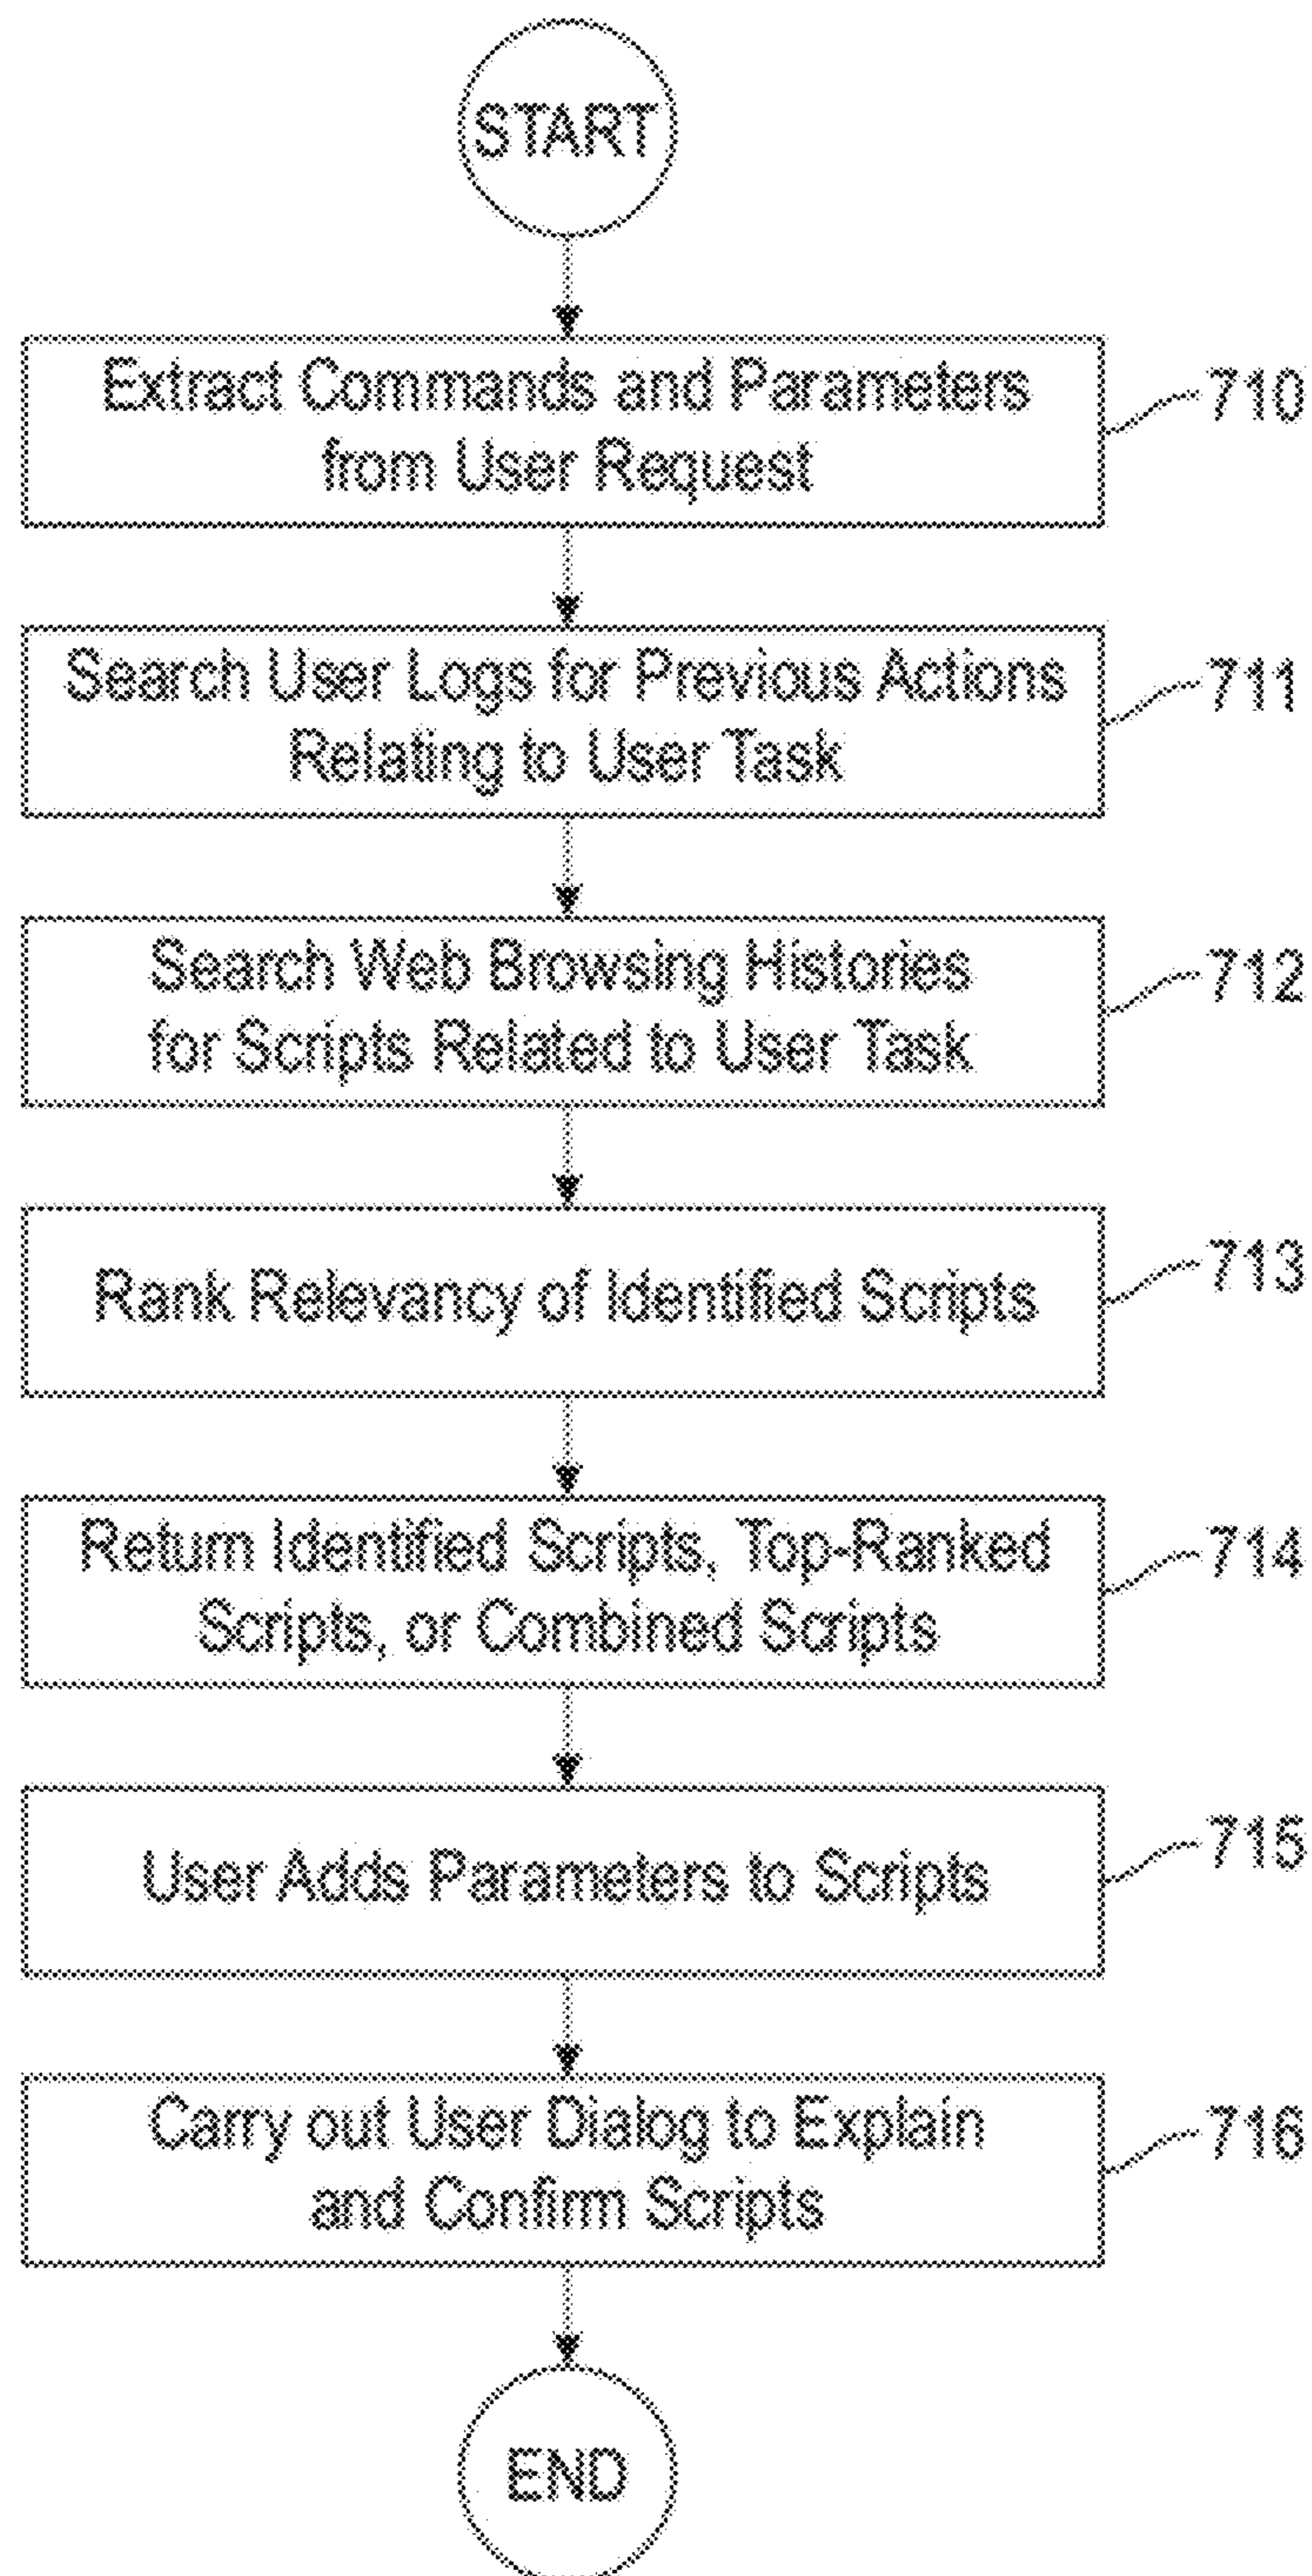 START
Extract Commands and Parameters
from User Request
710
Search User Logs for Previous Actions
Relating to User Task
711
Search Web Browsing Histories
for Scripts Related to User Task
712
Rank Relevancy of Identified Scripts
713
Return Identified Scripts, Top-Ranked
Scripts, or Combined Scripts
714
User Adds Parameters to Scripts
715
Carry out User Dialog to Explain
and Confirm Scripts
716
END